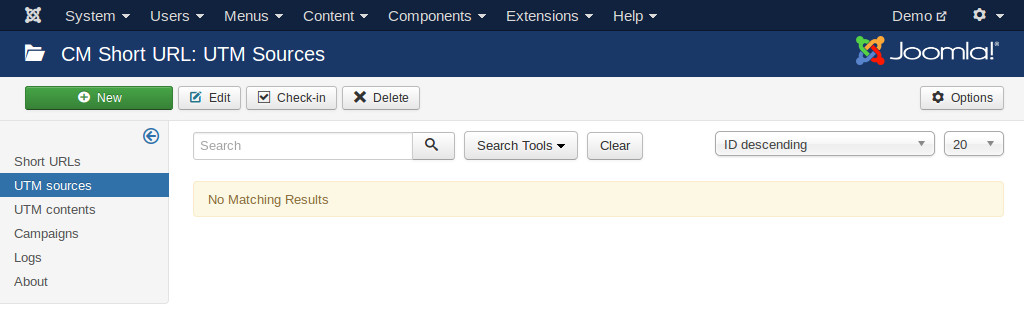 System Users Menus Content Components Extensions Help Demo
CM Short URL: UTM Sources Joomla!®
New Edit Check-in Delete Options
Search Search Tools Clear ID descending 20
Short URLs
UTM sources
UTM contents
Campaigns
Logs
About
No Matching Results